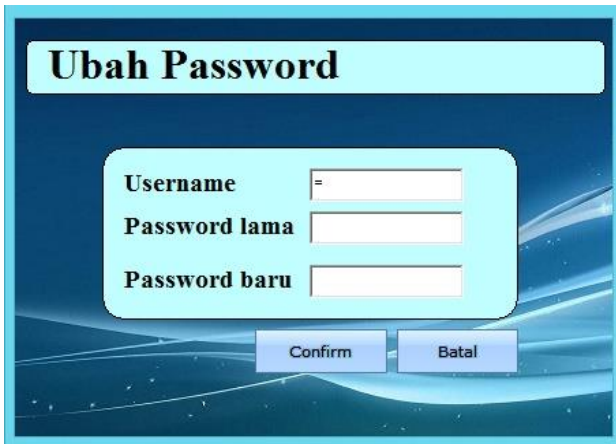 Ubah Password
Username =
Password lama
Password baru
Confirm Batal